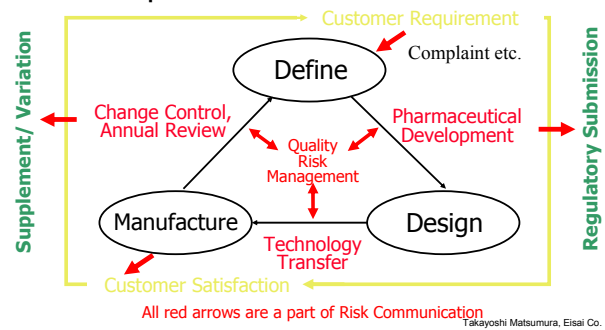 Customer Requirement
Complaint etc.
Define
Supplement/ Variation
Change Control,
Annual Review
Pharmaceutical
Development
Regulatory Submission
Quality
Risk
Management
Manufacture
Design
Technology
Transfer
Customer Satisfaction
All red arrows are a part of Risk Communication
Takayoshi Matsumura, Eisai Co.